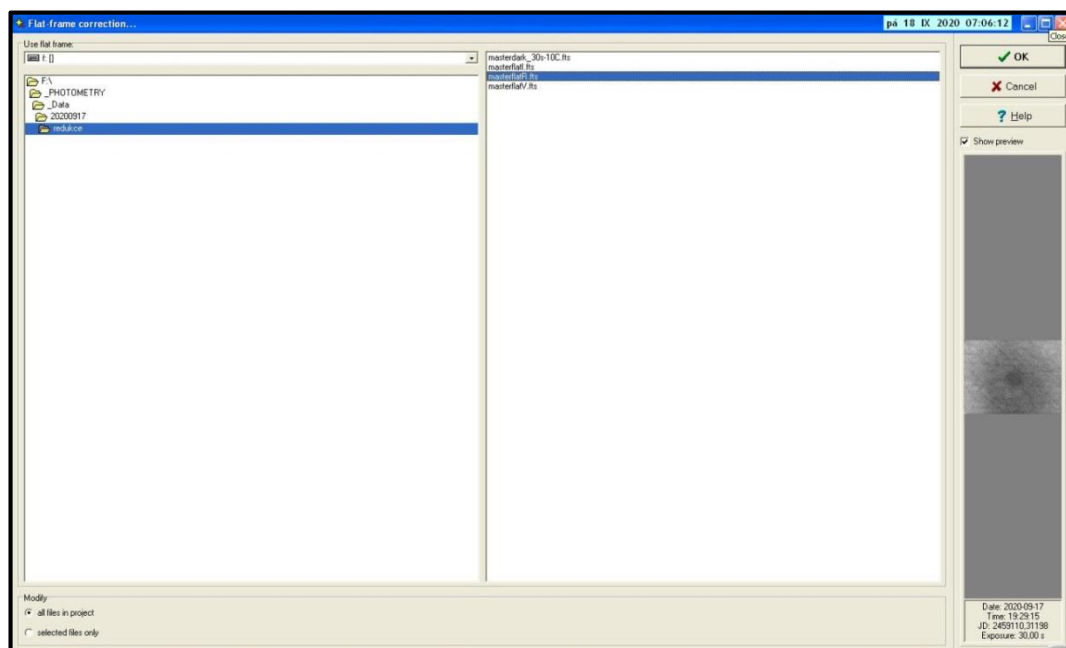 Flat-frame correction...
pá 18 IX 2020 07:06:12
Close
Use flat frame:
f: []
F:\
_PHOTOMETRY
_Data
20200917
redukce
masterdark_30s-10C.fts
masterflatI.fts
masterflatR.fts
masterflatV.fts
OK
Cancel
Help
Show preview
Modify
all files in project
selected files only
Date: 2020-09-17
Time: 19:29:15
JD: 2459110,31198
Exposure: 30,00 s